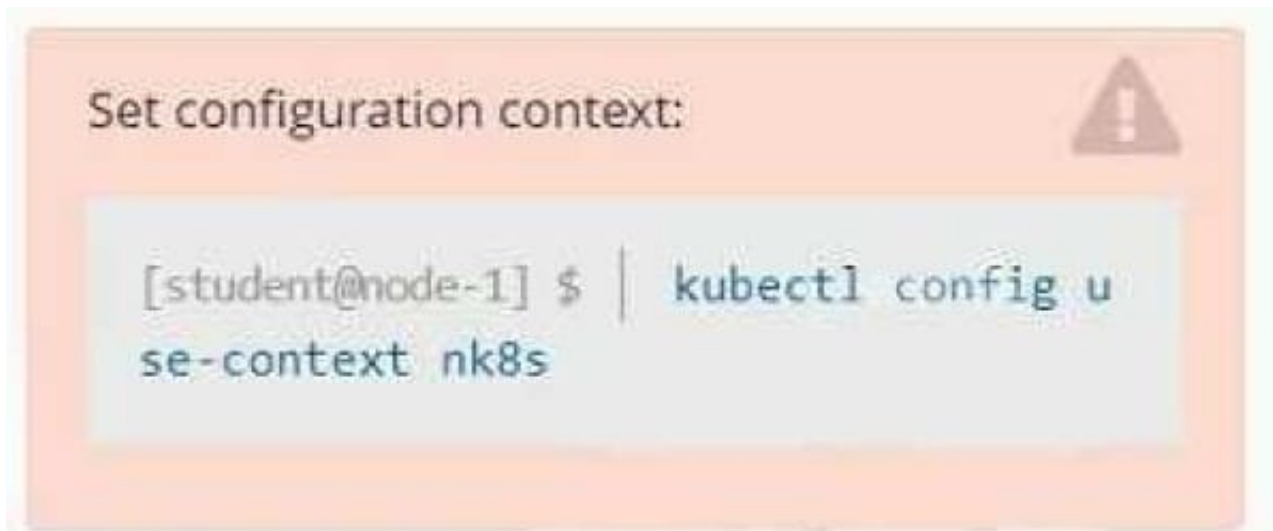 Set configuration context:
[student@node-1] $ | kubectl config u
se-context nk8s